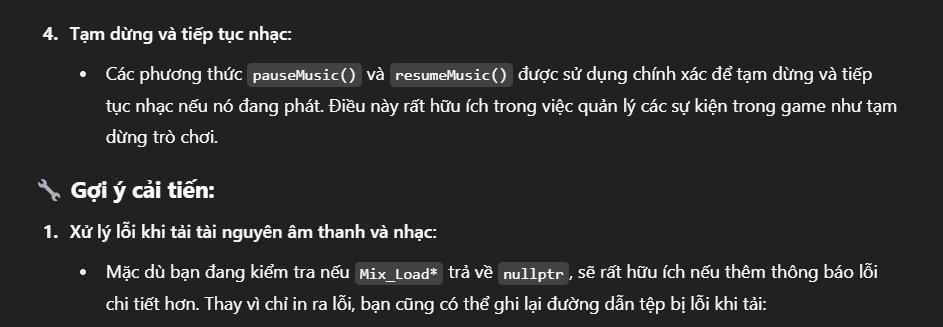 4. Tạm dừng và tiếp tục nhạc:
• Các phương thức pauseMusic() và resumeMusic() được sử dụng chính xác để tạm dừng và tiếp
tục nhạc nếu nó đang phát. Điều này rất hữu ích trong việc quản lý các sự kiện trong game như tạm
dừng trò chơi.
🔧 Gợi ý cải tiến:
1. Xử lý lỗi khi tải tài nguyên âm thanh và nhạc:
• Mặc dù bạn đang kiểm tra nếu Mix_Load* trả về nullptr, sẽ rất hữu ích nếu thêm thông báo lỗi
chi tiết hơn. Thay vì chỉ in ra lỗi, bạn cũng có thể ghi lại đường dẫn tệp bị lỗi khi tải: